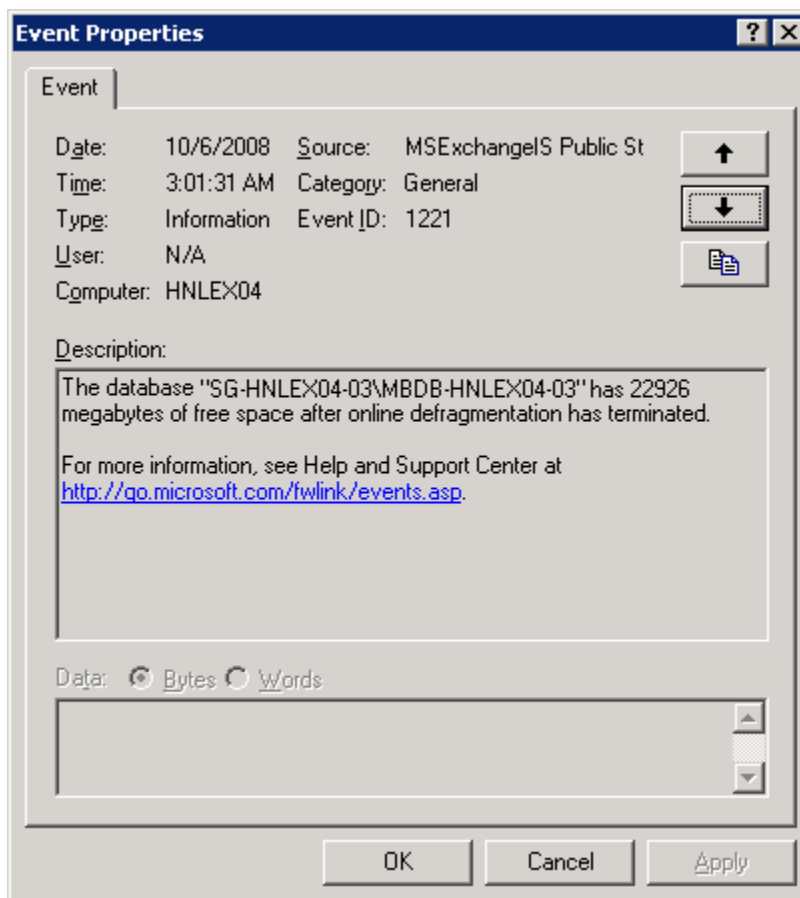 Event Properties
Event
Date: 10/6/2008 Source: MSExchangeIS Public St
Time: 3:01:31 AM Category: General
Type: Information Event ID: 1221
User: N/A
Computer: HNLEX04
Description:
The database "SG-HNLEX04-03\MBDB-HNLEX04-03" has 22926
megabytes of free space after online defragmentation has terminated.
For more information, see Help and Support Center at
http://go.microsoft.com/fwlink/events.asp.
Data: Bytes Words
OK Cancel Apply